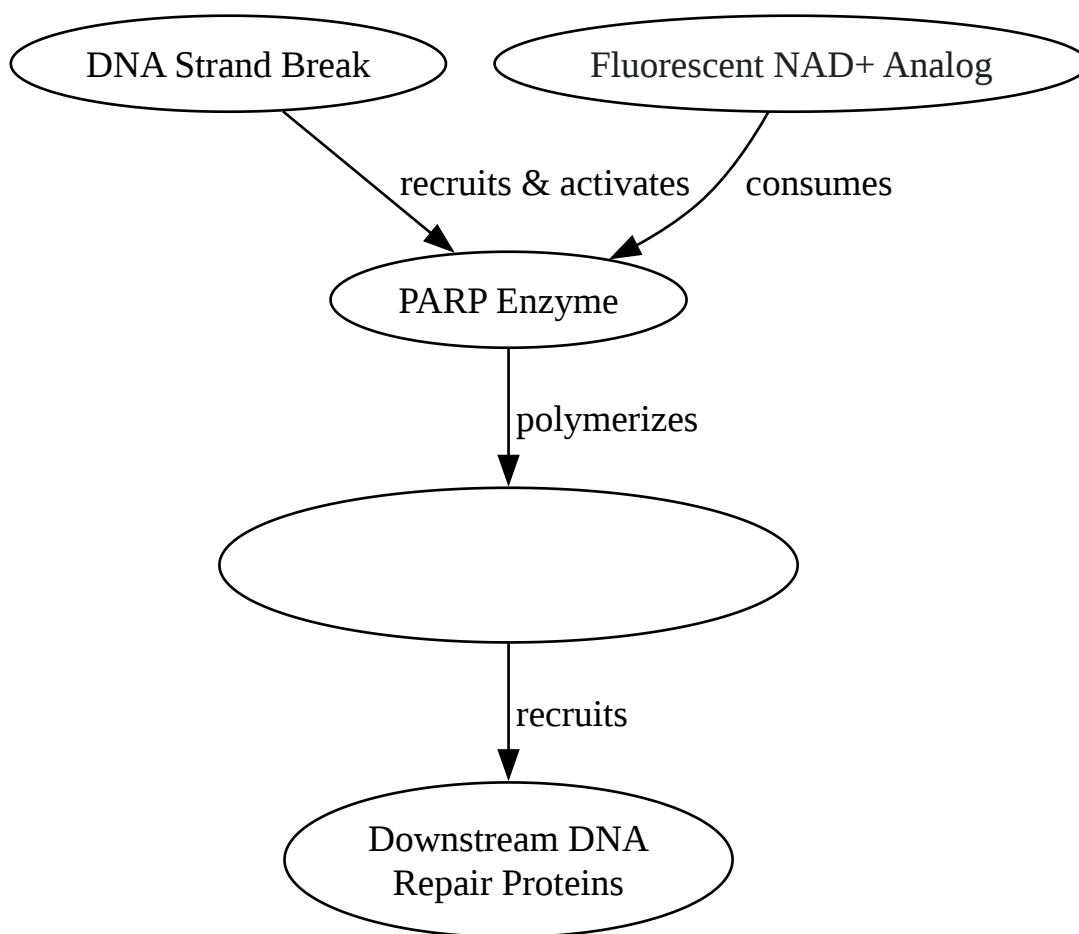 DNA Strand Break
Fluorescent NAD+ Analog
recruits & activates
consumes
PARP Enzyme
polymerizes
recruits
Downstream DNA
Repair Proteins